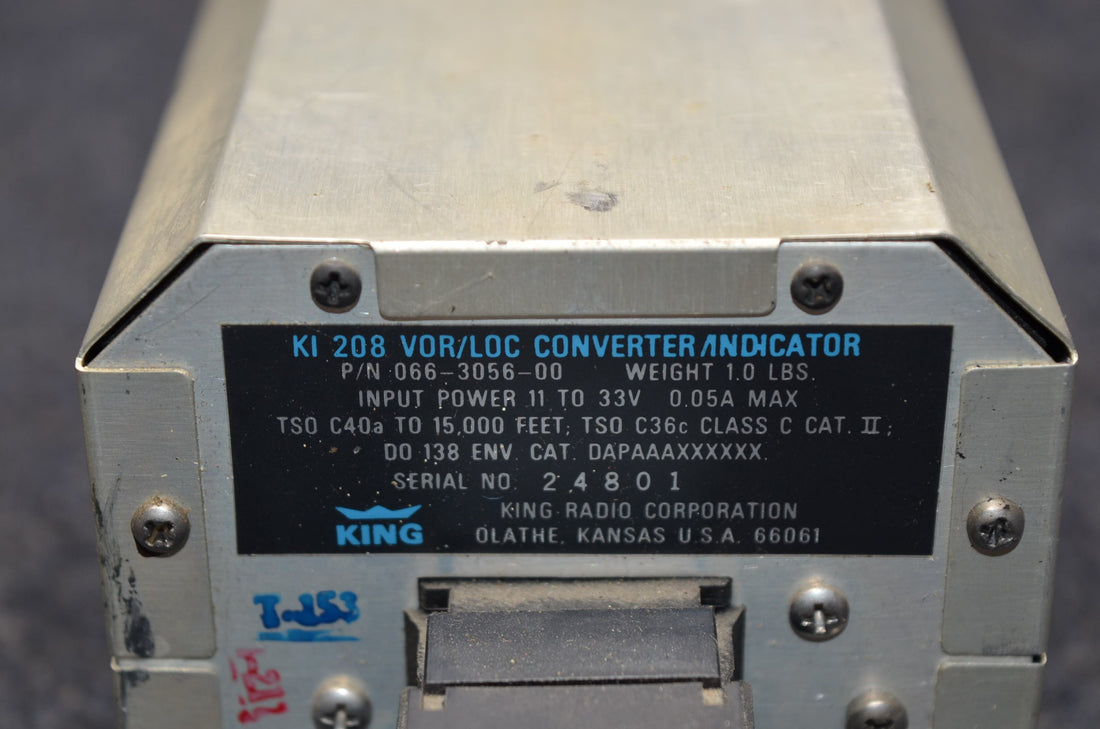 KI 208 VOR/LOC CONVERTER/INDICATOR
P/N 066-3056-00 WEIGHT 1.0 LBS.
INPUT POWER 11 TO 33V 0.05A MAX
TSO C40a TO 15,000 FEET; TSO C36c CLASS C CAT. II;
DO 138 ENV. CAT. DAPAAAXXXXXX.
SERIAL NO. 24801
KING RADIO CORPORATION
KING OLATHE, KANSAS U.S.A. 66061